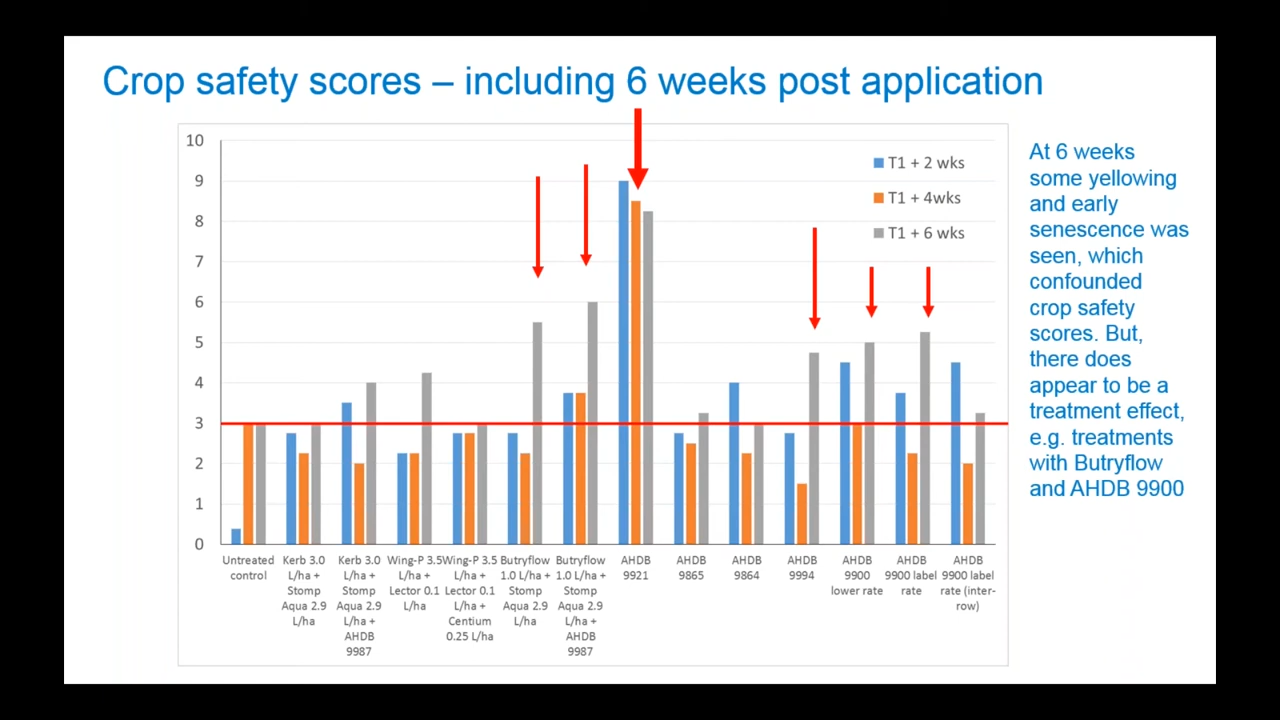 Crop safety scores – including 6 weeks post application
10
9
8
7
6
5
4
3
2
1
0
T1 + 2 wks
T1 + 4wks
T1 + 6 wks
Untreated
control
Kerb 3.0
L/ha +
Stomp
Aqua 2.9
L/ha
Kerb 3.0
L/ha +
Stomp
Aqua 2.9
L/ha +
AHDB
9987
Wing-P 3.5
L/ha +
Lector 0.1
L/ha
Wing-P 3.5
L/ha +
Lector 0.1
L/ha +
Centium
0.25 L/ha
Butryflow
1.0 L/ha +
Stomp
Aqua 2.9
L/ha
Butryflow
1.0 L/ha +
Stomp
Aqua 2.9
L/ha +
AHDB
9987
AHDB
9921
AHDB
9865
AHDB
9864
AHDB
9994
AHDB
9900
lower rate
AHDB
9900 label
rate
AHDB
9900 label
rate (inter-
row)
At 6 weeks
some yellowing
and early
senescence was
seen, which
confounded
crop safety
scores. But,
there does
appear to be a
treatment effect,
e.g. treatments
with Butryflow
and AHDB 9900